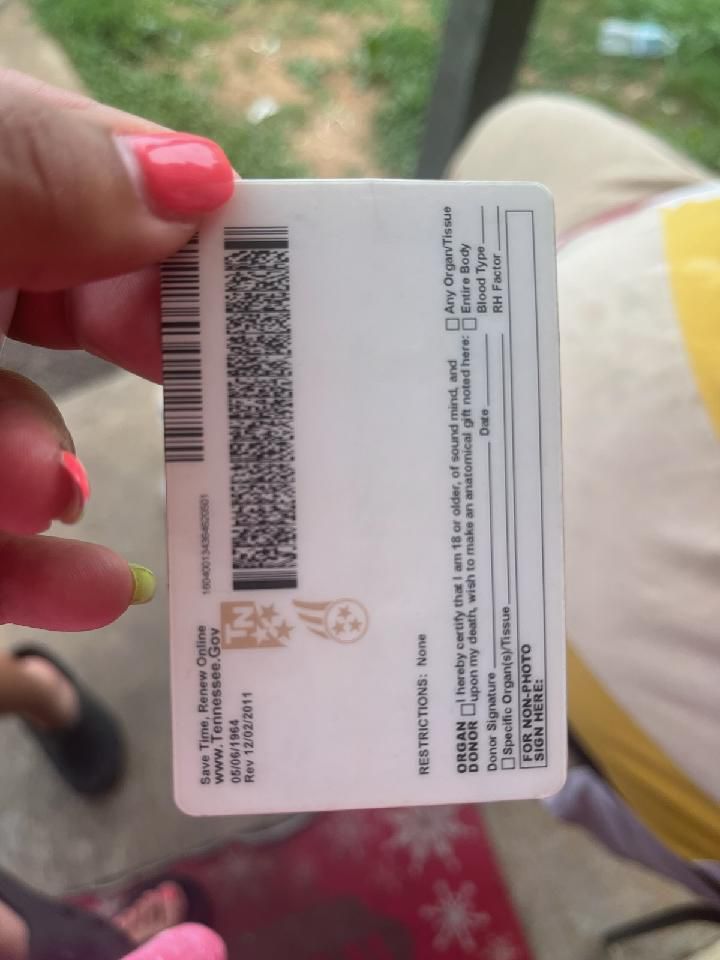 Save Time, Renew Online
www.Tennessee.Gov
05/06/1964
Rev 12/02/2011
TN
RESTRICTIONS: None
ORGAN DONOR ☐ I hereby certify that I am 18 or older, of sound mind, and
upon my death, wish to make an anatomical gift noted here:
☐ Any Organ/Tissue
☐ Entire Body
Donor Signature Date Blood Type
☐ Specific Organ(s)/Tissue RH Factor
FOR NON-PHOTO
SIGN HERE: